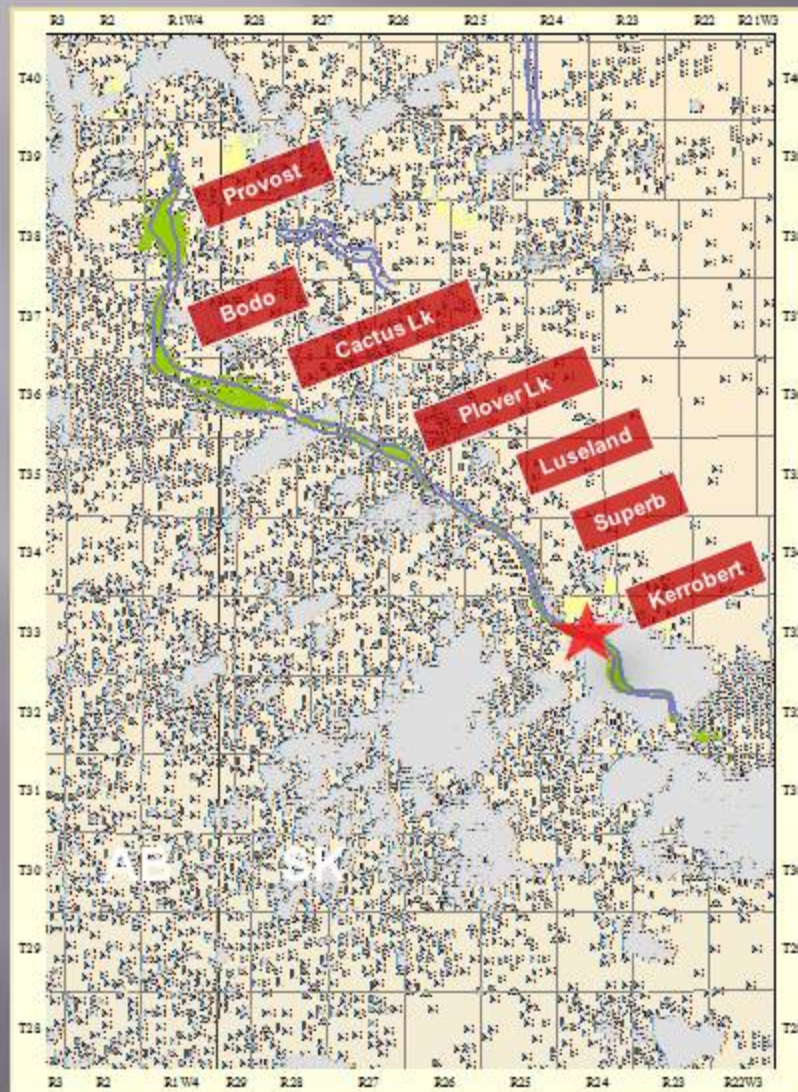 R3 R2 R1W4 R28 R27 R26 R25 R24 R23 R22 R21W3
T40
T39
T38
T37
T36
T35
T34
T33
T32
T31
T30
T29
T28
Provost
Bodo
Cactus Lk
Plover Lk
Luseland
Superb
Kerrobert
AB SK
R3 R2 R1W4 R29 R28 R27 R26 R25 R24 R23 R22W3